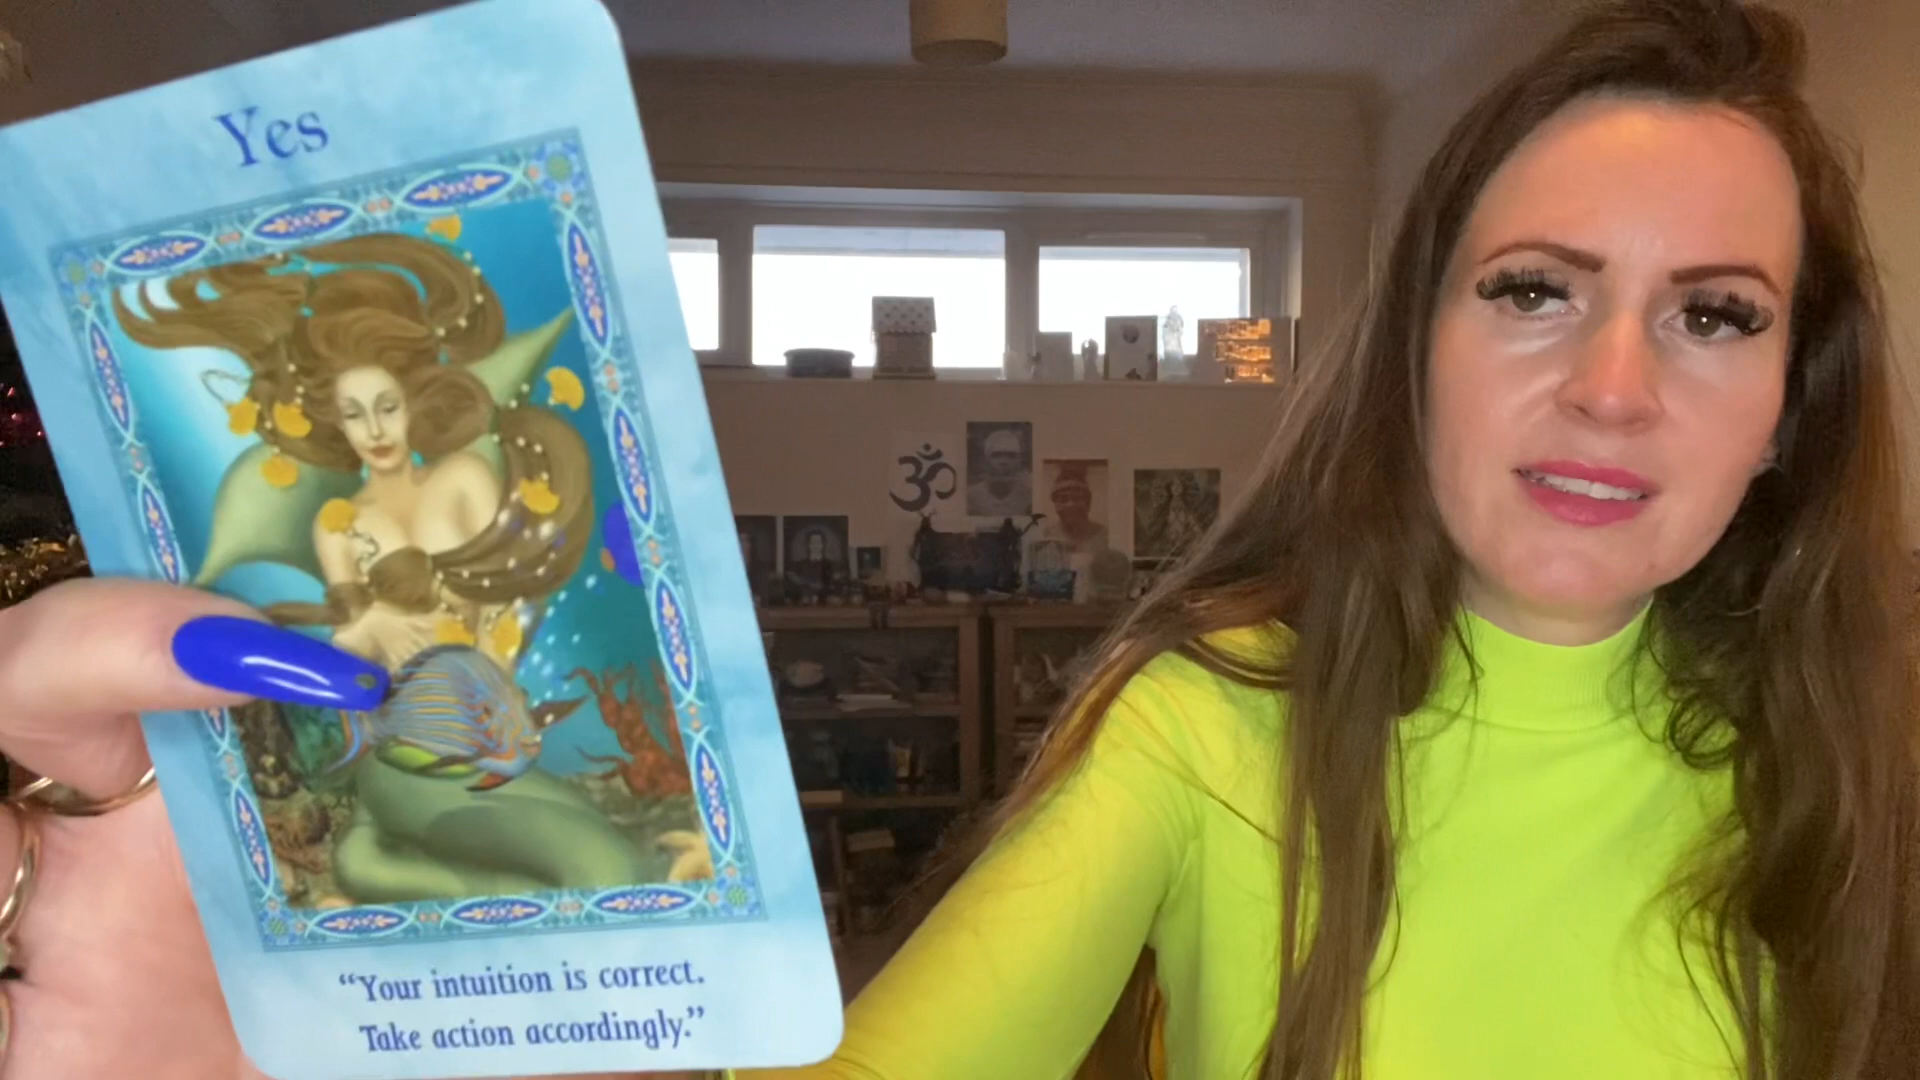 Yes
ॐ
“Your intuition is correct.
Take action accordingly.”